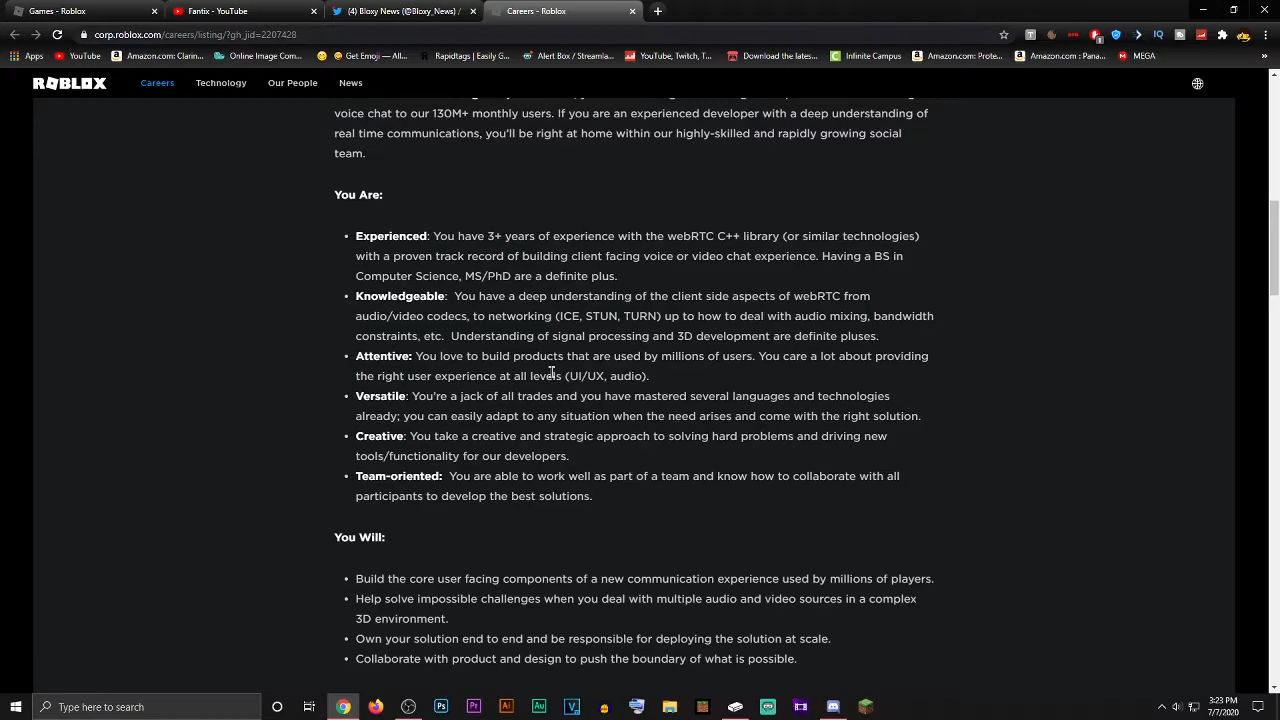 Games - Roblox
Fantix - YouTube
(4) Bloxy News (@Bloxy_News) /
Careers - Roblox
corp.roblox.com/careers/listing?gh_jid=2207428
Apps
YouTube
Amazon.com: Clarin...
Online Image Com...
Get Emoji — All...
Rapidtags | Easily G...
Alert Box / Streamla...
YouTube, Twitch, T...
Download the latest...
Infinite Campus
Amazon.com: Prote...
Amazon.com : Pana...
MEGA
ROBLOX
Careers
Technology
Our People
News
voice chat to our 130M+ monthly users. If you are an experienced developer with a deep understanding of
real time communications, you'll be right at home within our highly-skilled and rapidly growing social
team.
You Are:
• Experienced: You have 3+ years of experience with the webRTC C++ library (or similar technologies)
with a proven track record of building client facing voice or video chat experience. Having a BS in
Computer Science, MS/PhD are a definite plus.
• Knowledgeable: You have a deep understanding of the client side aspects of webRTC from
audio/video codecs, to networking (ICE, STUN, TURN) up to how to deal with audio mixing, bandwidth
constraints, etc. Understanding of signal processing and 3D development are definite pluses.
• Attentive: You love to build products that are used by millions of users. You care a lot about providing
the right user experience at all levels (UI/UX, audio).
• Versatile: You're a jack of all trades and you have mastered several languages and technologies
already; you can easily adapt to any situation when the need arises and come with the right solution.
• Creative: You take a creative and strategic approach to solving hard problems and driving new
tools/functionality for our developers.
• Team-oriented: You are able to work well as part of a team and know how to collaborate with all
participants to develop the best solutions.
You Will:
• Build the core user facing components of a new communication experience used by millions of players.
• Help solve impossible challenges when you deal with multiple audio and video sources in a complex
3D environment.
• Own your solution end to end and be responsible for deploying the solution at scale.
• Collaborate with product and design to push the boundary of what is possible.
Type here to search
Ps
Pr
Ai
Au
V
3:23 PM
7/7/2020